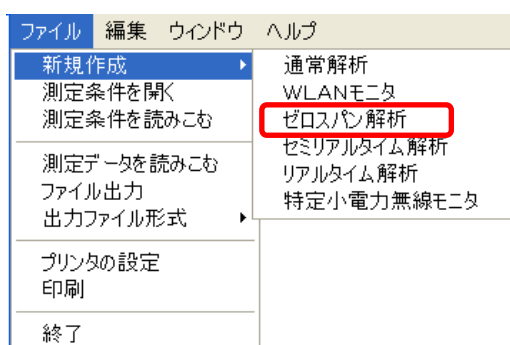 ファイル 編集 ウィンドウ ヘルプ
新規作成
測定条件を開く
測定条件を読みこむ
測定データを読みこむ
ファイル出力
出力ファイル形式
プリンタの設定
印刷
終了
通常解析
WLANモニタ
ゼロスパン解析
セミリアルタイム解析
リアルタイム解析
特定小電力無線モニタ